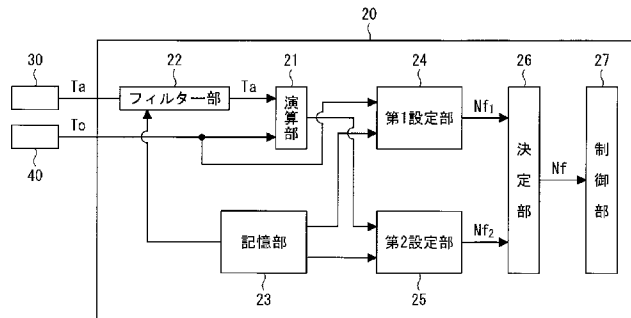 20
30
22
21
24
26
27
Ta
フィルター部
Ta
演算部
第1設定部
Nf1
決定部
Nf
制御部
To
40
記憶部
第2設定部
Nf2
23
25